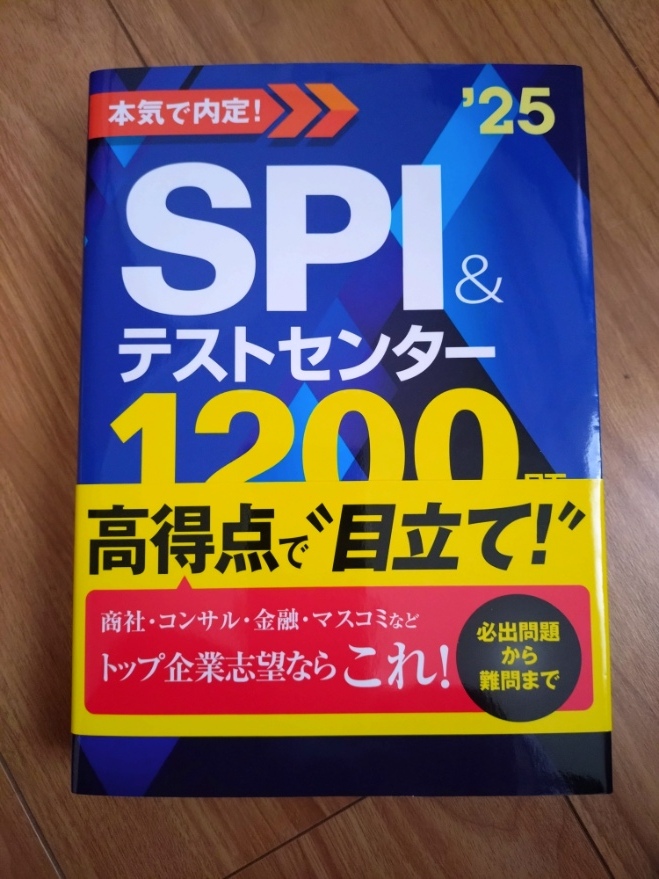 本気で内定!
'25
SPI&
テストセンター
1200
高得点で"目立て!"
商社・コンサル・金融・マスコミなど
トップ企業志望なら これ!
必出問題
から
難問まで